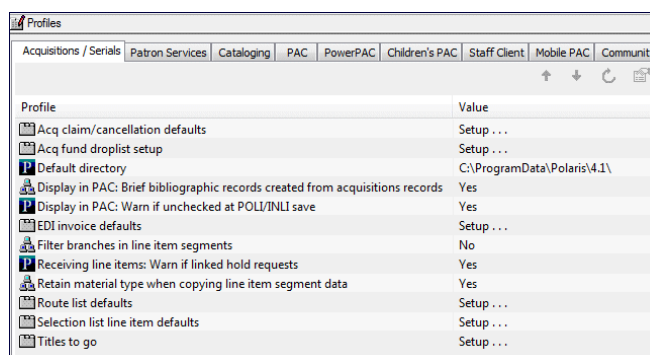 Profiles
Acquisitions / Serials Patron Services Cataloging PAC PowerPAC Children's PAC Staff Client Mobile PAC Communit
Profile Value
Acq claim/cancellation defaults Setup . . .
Acq fund droplist setup Setup . . .
Default directory C:\ProgramData\Polaris\4.1\
Display in PAC: Brief bibliographic records created from acquisitions records Yes
Display in PAC: Warn if unchecked at POLI/INLI save Yes
EDI invoice defaults Setup . . .
Filter branches in line item segments No
Receiving line items: Warn if linked hold requests Yes
Retain material type when copying line item segment data Yes
Route list defaults Setup . . .
Selection list line item defaults Setup . . .
Titles to go Setup . . .